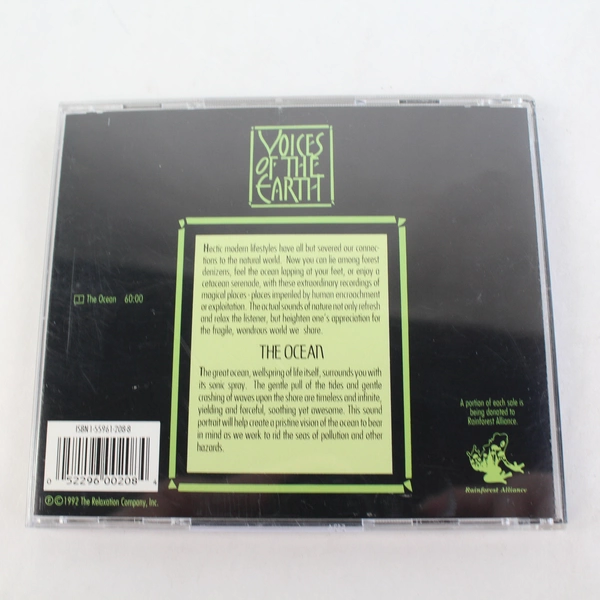 VOICES
OF THE
EARTH
Hectic modern lifestyles have all but severed our connec-
tions to the natural world. Now you can lie among forest
denizens, feel the ocean lapping at your feet, or enjoy a
cetacean serenade, with these extraordinary recordings of
magical places - places imperiled by human encroachment
or exploitation. The actual sounds of nature not only refresh
and relax the listener, but heighten one's appreciation for
the fragile, wondrous world we share.
THE OCEAN
The great ocean, wellspring of life itself, surrounds you with
its sonic spray. The gentle pull of the tides and gentle
crashing of waves upon the shore are timeless and infinite,
yielding and forceful, soothing yet awesome. This sound
portrait will help create a pristine vision of the ocean to bear
in mind as we work to rid the seas of pollution and other
hazards.
The Ocean 60:00
A portion of each sale is
being donated to
Rainforest Alliance.
Rainforest Alliance
ISBN 1-55961-208-8
0 52296 00208 4
℗©1992 The Relaxation Company, Inc.